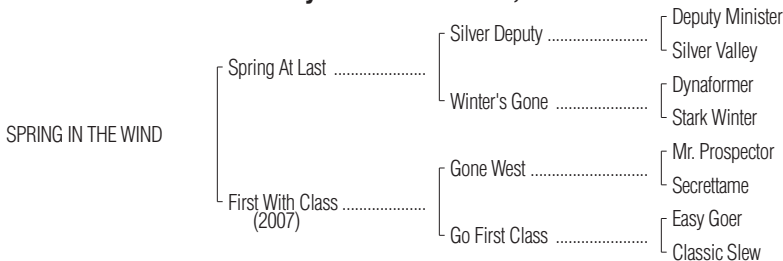 Deputy Minister
Silver Deputy ..........................
Silver Valley
Spring At Last .......................
Dynaformer
Winter's Gone ........................
Stark Winter
SPRING IN THE WIND
Mr. Prospector
Gone West ..............................
Secrettame
First With Class .....................
(2007)
Easy Goer
Go First Class ........................
Classic Slew